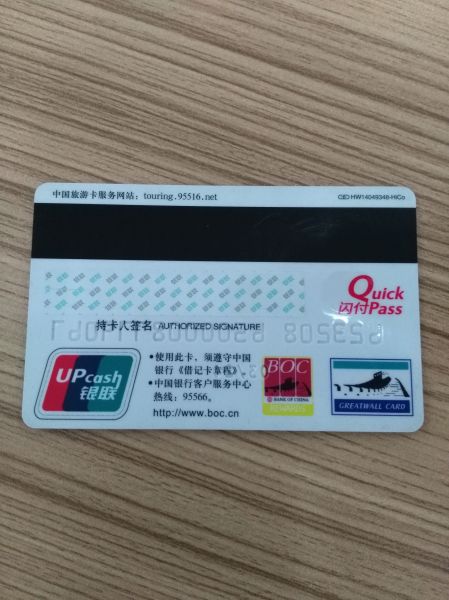 中国旅游卡服务网站：touring.95516.net
HW14049348-HiCo
Quick
闪付Pass
持卡人签名 AUTHORIZED SIGNATURE
UPcash
银联
•使用此卡，须遵守中国
银行《借记卡章程》
•中国银行客户服务中心
热线：95566。
http://www.boc.cn
BOC
BANK OF CHINA
REWARDS
GREATWALL CARD